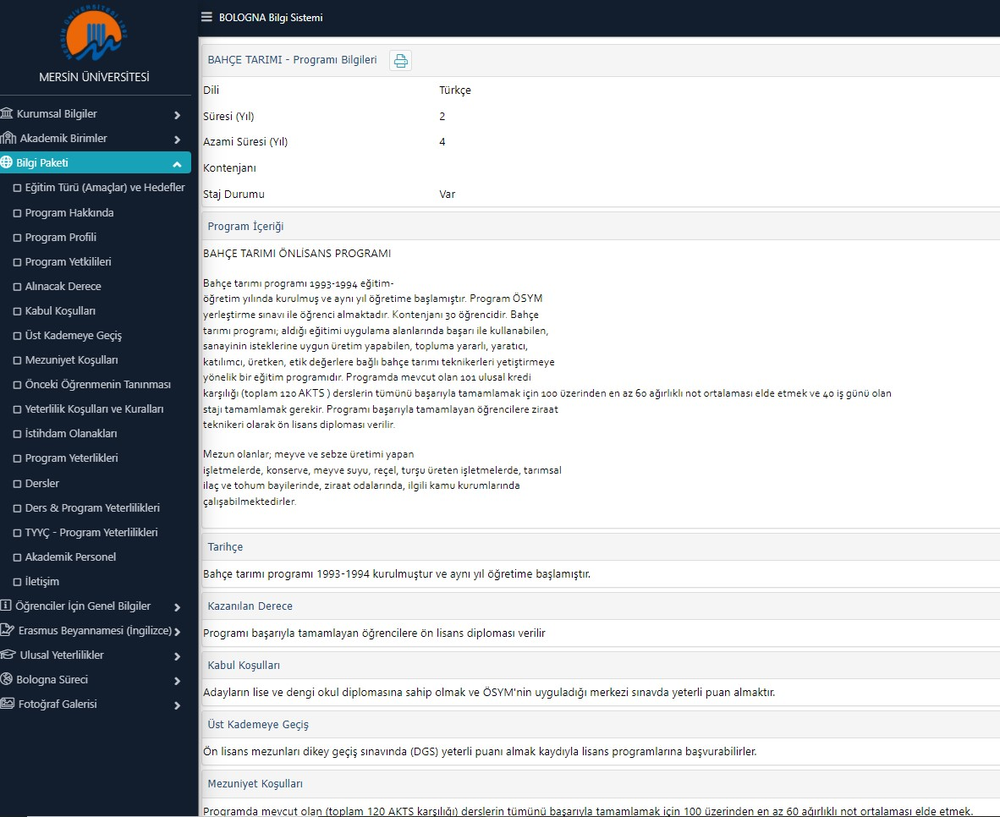 MERSİN ÜNİVERSİTESİ 1992
MERSİN ÜNİVERSİTESİ
Kurumsal Bilgiler
Akademik Birimler
Bilgi Paketi
Eğitim Türü (Amaçlar) ve Hedefler
Program Hakkında
Program Profili
Program Yetkilileri
Alınacak Derece
Kabul Koşulları
Üst Kademeye Geçiş
Mezuniyet Koşulları
Önceki Öğrenmenin Tanınması
Yeterlilik Koşulları ve Kuralları
İstihdam Olanakları
Program Yeterlikleri
Dersler
Ders & Program Yeterlilikleri
TYYÇ - Program Yeterlilikleri
Akademik Personel
İletişim
Öğrenciler İçin Genel Bilgiler
Erasmus Beyannamesi (İngilizce)
Ulusal Yeterlilikler
Bologna Süreci
Fotoğraf Galerisi
BOLOGNA Bilgi Sistemi
BAHÇE TARIMI - Programı Bilgileri
Dili Türkçe
Süresi (Yıl) 2
Azami Süresi (Yıl) 4
Kontenjanı
Staj Durumu Var
Program İçeriği
BAHÇE TARIMI ÖNLİSANS PROGRAMI
Bahçe tarımı programı 1993-1994 eğitim-
öğretim yılında kurulmuş ve aynı yıl öğretime başlamıştır. Program ÖSYM
yerleştirme sınavı ile öğrenci almaktadır. Kontenjanı 30 öğrencidir. Bahçe
tarımı programı; aldığı eğitimi uygulama alanlarında başarı ile kullanabilen,
sanayinin isteklerine uygun üretim yapabilen, topluma yararlı, yaratıcı,
katılımcı, üretken, etik değerlere bağlı bahçe tarımı teknikerleri yetiştirmeye
yönelik bir eğitim programıdır. Programda mevcut olan 101 ulusal kredi
karşılığı (toplam 120 AKTS ) derslerin tümünü başarıyla tamamlamak için 100 üzerinden en az 60 ağırlıklı not ortalaması elde etmek ve 40 iş günü olan
stajı tamamlamak gerekir. Programı başarıyla tamamlayan öğrencilere ziraat
teknikeri olarak ön lisans diploması verilir.
Mezun olanlar; meyve ve sebze üretimi yapan
işletmelerde, konserve, meyve suyu, reçel, turşu üreten işletmelerde, tarımsal
ilaç ve tohum bayilerinde, ziraat odalarında, ilgili kamu kurumlarında
çalışabilmektedirler.
Tarihçe
Bahçe tarımı programı 1993-1994 kurulmuştur ve aynı yıl öğretime başlamıştır.
Kazanılan Derece
Programı başarıyla tamamlayan öğrencilere ön lisans diploması verilir
Kabul Koşulları
Adayların lise ve dengi okul diplomasına sahip olmak ve ÖSYM'nin uyguladığı merkezi sınavda yeterli puan almaktır.
Üst Kademeye Geçiş
Ön lisans mezunları dikey geçiş sınavında (DGS) yeterli puanı almak kaydıyla lisans programlarına başvurabilirler.
Mezuniyet Koşulları
Programda mevcut olan (toplam 120 AKTS karşılığı) derslerin tümünü başarıyla tamamlamak için 100 üzerinden en az 60 ağırlıklı not ortalaması elde etmek.